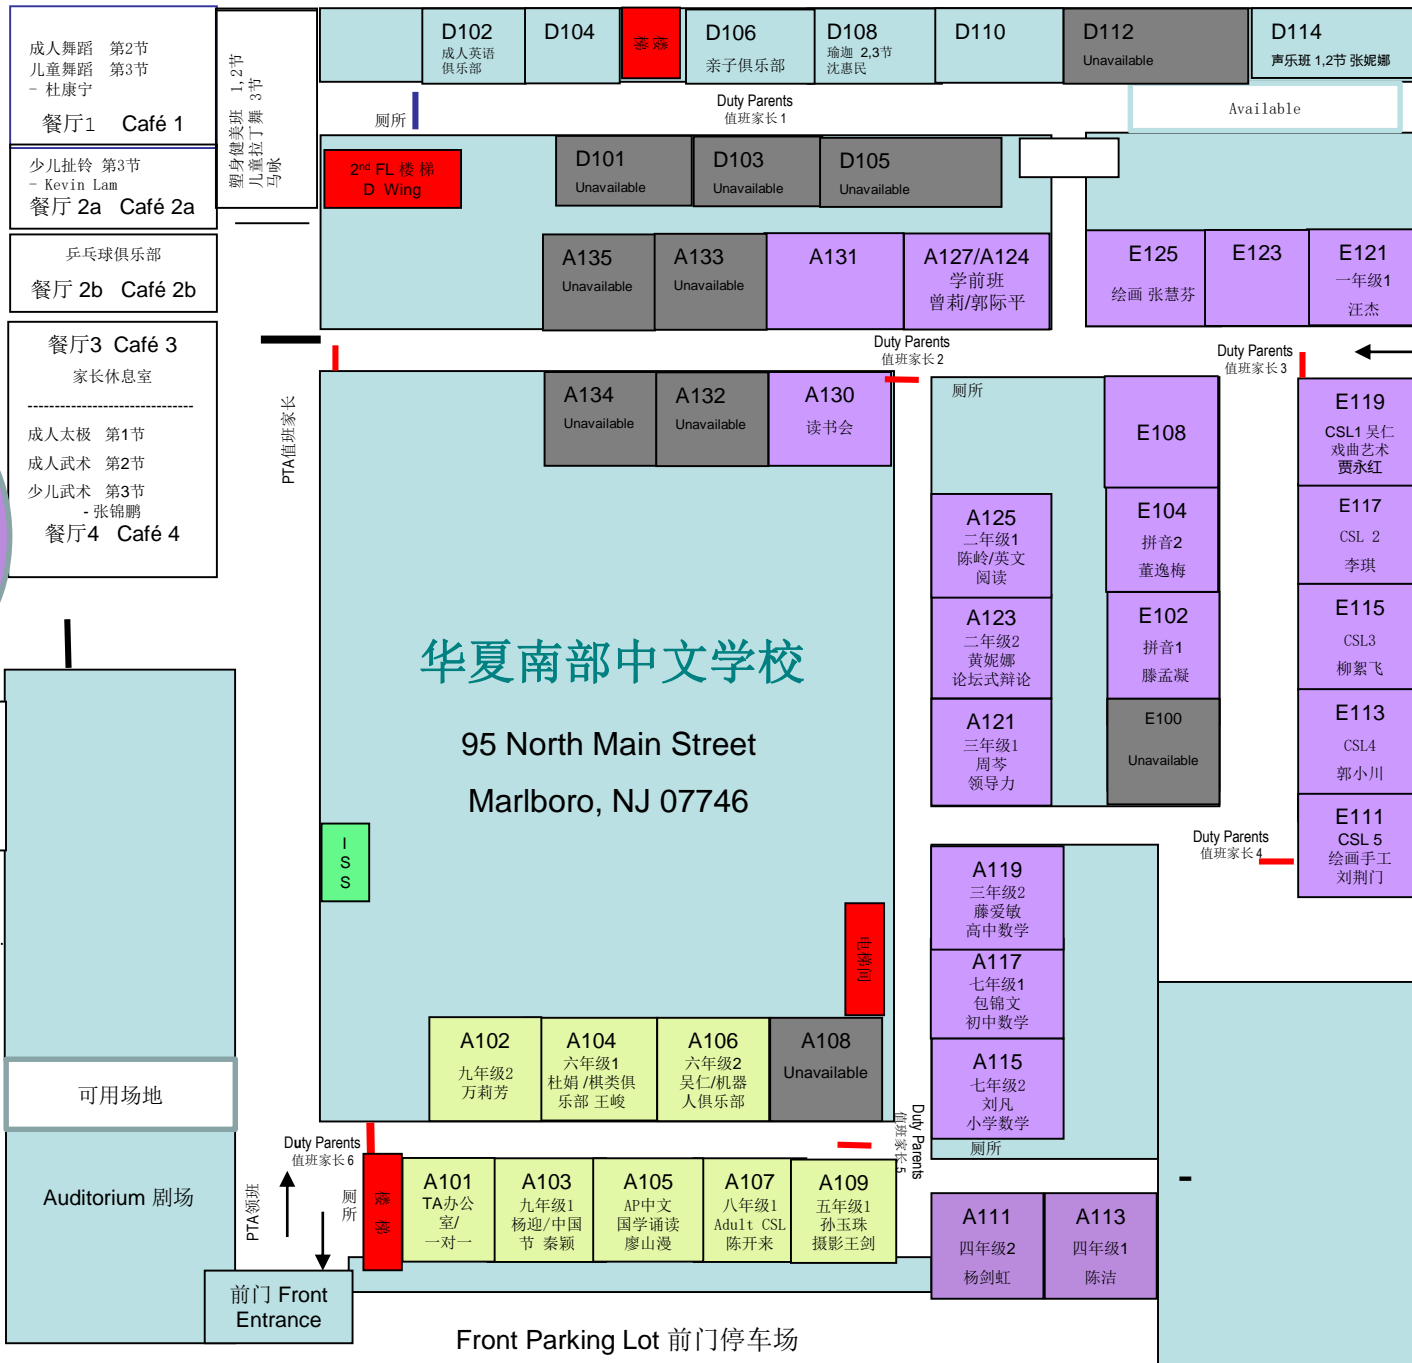 成人舞蹈 第2节
儿童舞蹈 第3节
- 杜康宁
餐厅1 Café 1
少儿扯铃 第3节
- Kevin Lam
餐厅 2a Café 2a
乒乓球俱乐部
餐厅 2b Café 2b
餐厅3 Café 3
家长休息室
-------------------------------
成人太极 第1节
成人武术 第2节
少儿武术 第3节
- 张锦鹏
餐厅4 Café 4
塑身健美班 1,2节
儿童拉丁舞 3节
马咏
D102
成人英语
俱乐部
D104
楼梯
D106
亲子俱乐部
D108
瑜迦 2,3节
沈惠民
D110
D112
Unavailable
D114
声乐班 1,2节 张妮娜
Available
厕所
Duty Parents
值班家长1
2nd FL 楼 梯
D Wing
D101
Unavailable
D103
Unavailable
D105
Unavailable
A135
Unavailable
A133
Unavailable
A131
A127/A124
学前班
曾莉/郭际平
E125
绘画 张慧芬
E123
E121
一年级1
汪杰
Duty Parents
值班家长 2
Duty Parents
值班家长 3
PTA值班家长
A134
Unavailable
A132
Unavailable
A130
读书会
厕所
E108
E104
拼音2
董逸梅
E102
拼音1
滕孟凝
E100
Unavailable
A125
二年级1
陈岭/英文
阅读
A123
二年级2
黄妮娜
论坛式辩论
A121
三年级1
周芩
领导力
E119
CSL1 吴仁
戏曲艺术
贾永红
E117
CSL 2
李琪
E115
CSL3
柳絮飞
E113
CSL4
郭小川
E111
CSL 5
绘画手工
刘荆门
华夏南部中文学校
95 North Main Street
Marlboro, NJ 07746
I
S
S
电梯间
Duty Parents
值班家长 4
A119
三年级2
藤爱敏
高中数学
A117
七年级1
包锦文
初中数学
A115
七年级2
刘凡
小学数学
厕所
A102
九年级2
万莉芳
A104
六年级1
杜娟 /棋类俱
乐部 王峻
A106
六年级2
吴仁/机器
人俱乐部
A108
Unavailable
可用场地
Auditorium 剧场
Duty Parents
值班家长 6
Duty Parents
值班家长 5
PTA领班
厕所
楼 梯
A101
TA办公
室/
一对一
A103
九年级1
杨迎/中国
节 秦颖
A105
AP中文
国学诵读
廖山漫
A107
八年级1
Adult CSL
陈开来
A109
五年级1
孙玉珠
摄影王剑
A111
四年级2
杨剑虹
A113
四年级1
陈洁
-
前门 Front
Entrance
Front Parking Lot 前门停车场